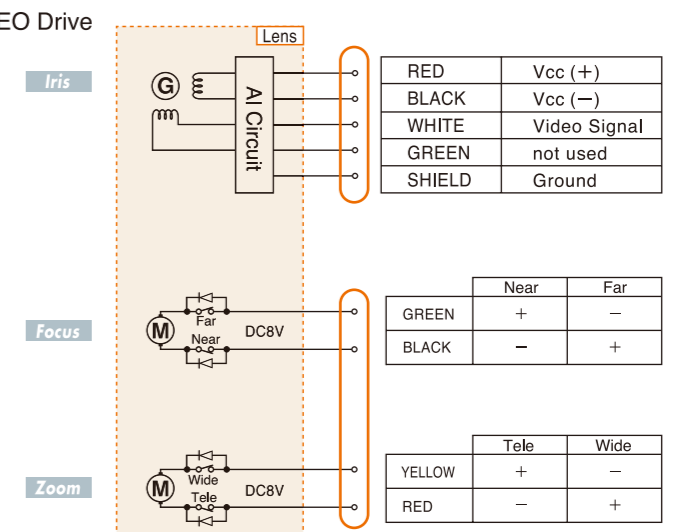 EO Drive
Lens
Iris
G
AI Circuit
RED Vcc (+)
BLACK Vcc (−)
WHITE Video Signal
GREEN not used
SHIELD Ground
Near Far
Focus
M
Far
Near
DC8V
GREEN + −
BLACK − +
Tele Wide
Zoom
M
Wide
Tele
DC8V
YELLOW + −
RED − +